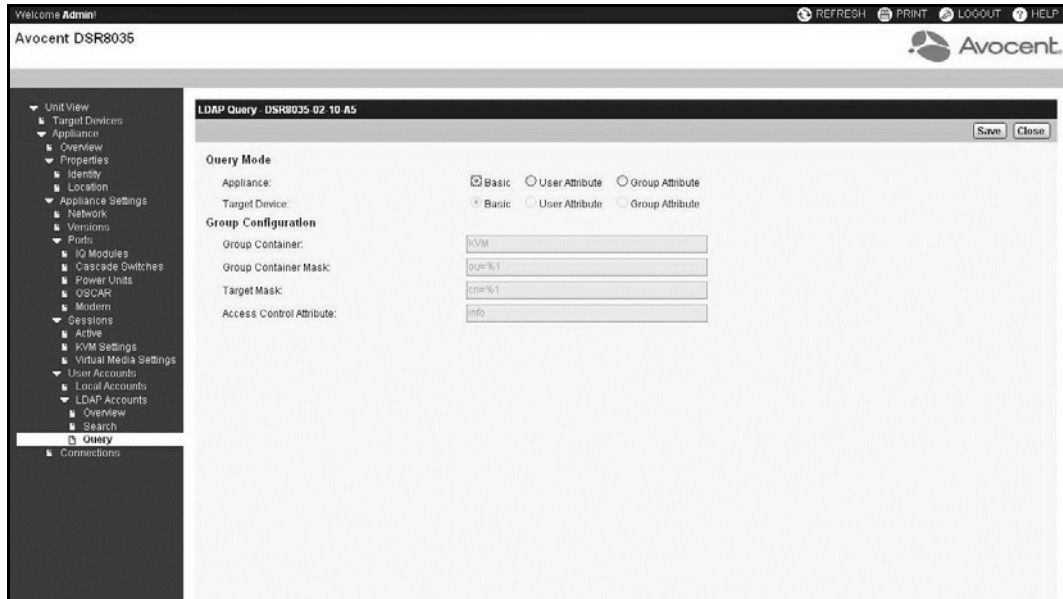 Welcome Admin!
REFRESH PRINT LOGOUT HELP
Avocent DSR8035
Avocent.
Unit View
Target Devices
Appliance
Overview
Properties
Identity
Location
Appliance Settings
Network
Versions
Ports
IQ Modules
Cascade Switches
Power Units
OSCAR
Modem
Sessions
Active
KVM Settings
Virtual Media Settings
User Accounts
Local Accounts
LDAP Accounts
Overview
Search
Query
Connections
LDAP Query - DSR8035-02-10-A5
Save Close
Query Mode
Appliance: Basic User Attribute Group Attribute
Target Device: Basic User Attribute Group Attribute
Group Configuration
Group Container: KVM
Group Container Mask: ou=%1
Target Mask: cn=%1
Access Control Attribute: info